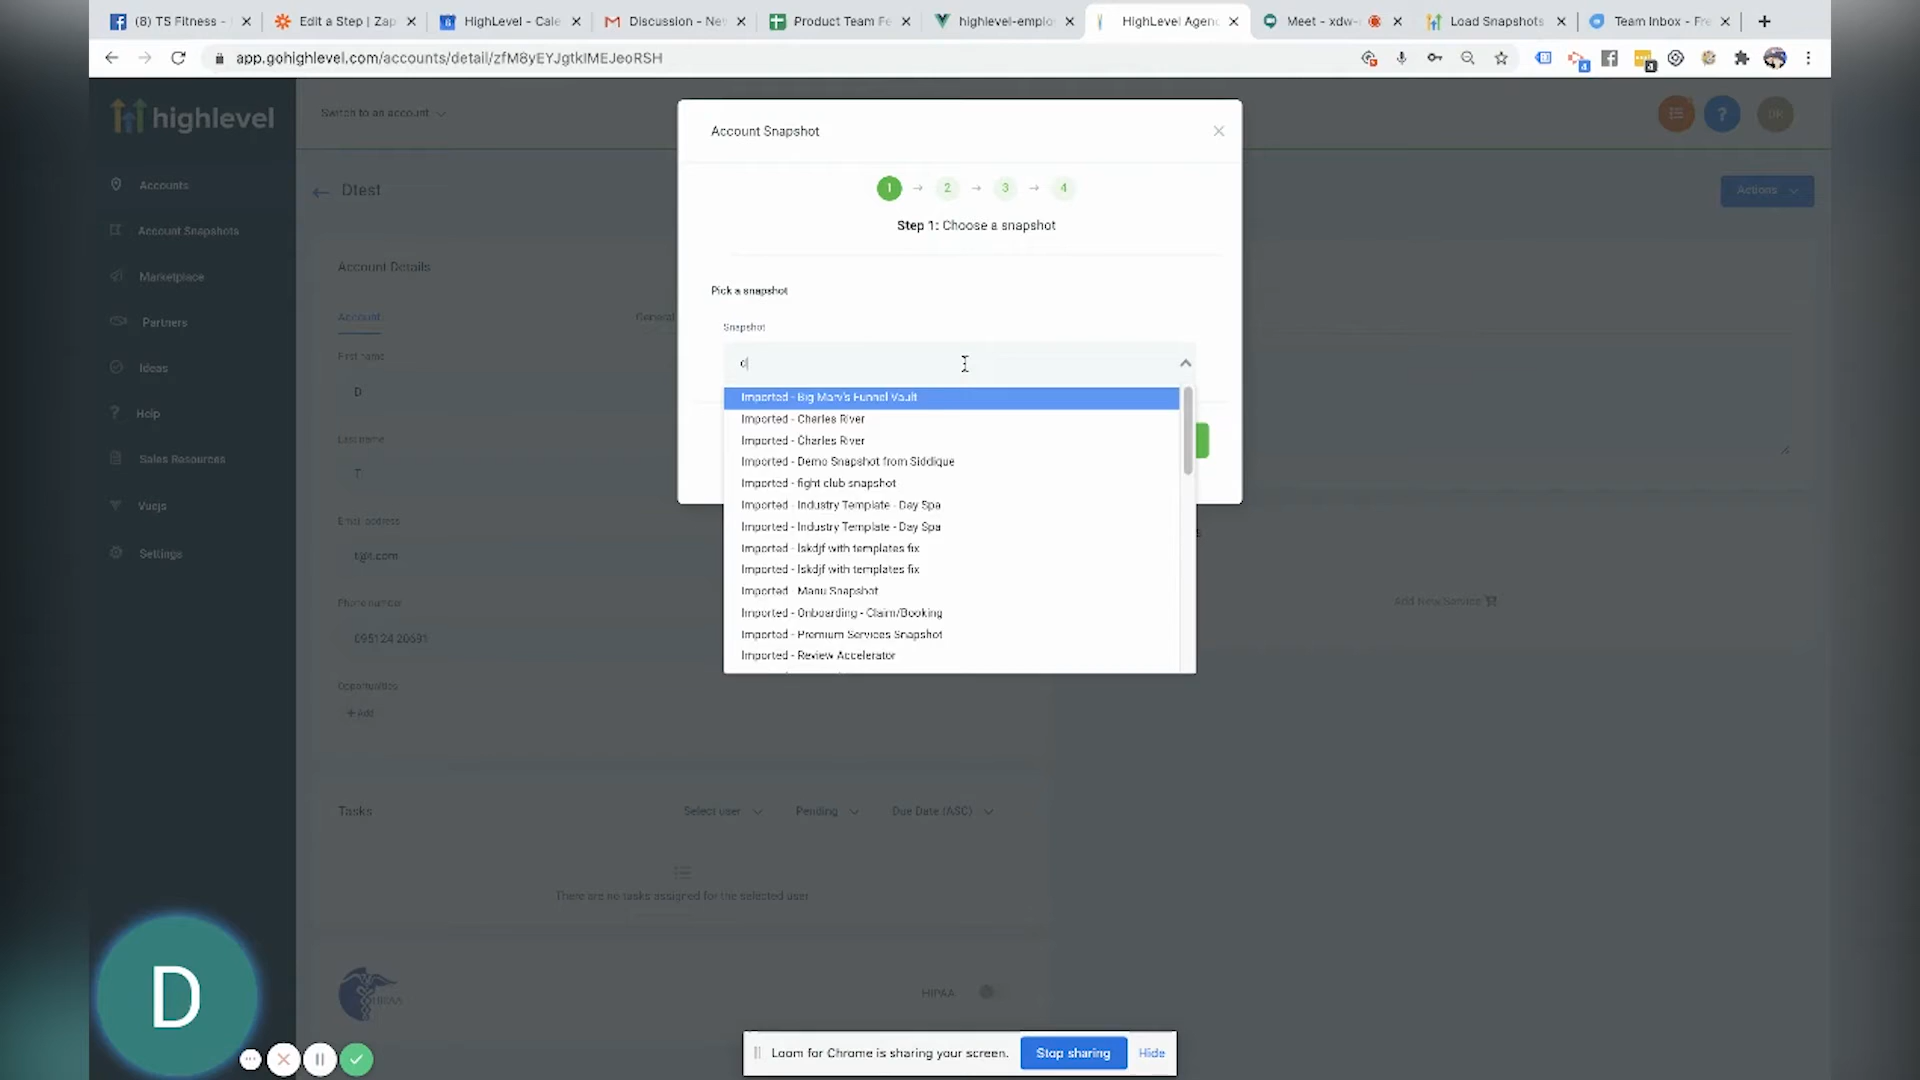 (8) TS Fitness -
Edit a Step | Zap
HighLevel - Cale
Discussion - Ne
Product Team Fe
highlevel-emplo
HighLevel Agen
Meet - xdw-
Load Snapshots
Team Inbox - Fre
app.gohighlevel.com/accounts/detail/zfM8yEYJgtkIMEJeoRSH
highlevel
Switch to an account
DR
Accounts
Account Snapshots
Marketplace
Partners
Ideas
Help
Sales Resources
Vuejs
Settings
Dtest
Actions
Account Details
Account
General
First name
D
Last name
T
Email address
t@t.com
Phone number
095124 20691
Opportunities
+ Add
Account Snapshot
1 → 2 → 3 → 4
Step 1: Choose a snapshot
Pick a snapshot
Snapshot
Imported - Big Marv's Funnel Vault
Imported - Charles River
Imported - Charles River
Imported - Demo Snapshot from Siddique
Imported - fight club snapshot
Imported - Industry Template - Day Spa
Imported - Industry Template - Day Spa
Imported - lskdjf with templates fix
Imported - lskdjf with templates fix
Imported - Manu Snapshot
Imported - Onboarding - Claim/Booking
Imported - Premium Services Snapshot
Imported - Review Accelerator
Add New Service
Tasks
Select user
Pending
Due Date (ASC)
There are no tasks assigned for the selected user
HIPAA
HIPAA
D
Loom for Chrome is sharing your screen.
Stop sharing
Hide